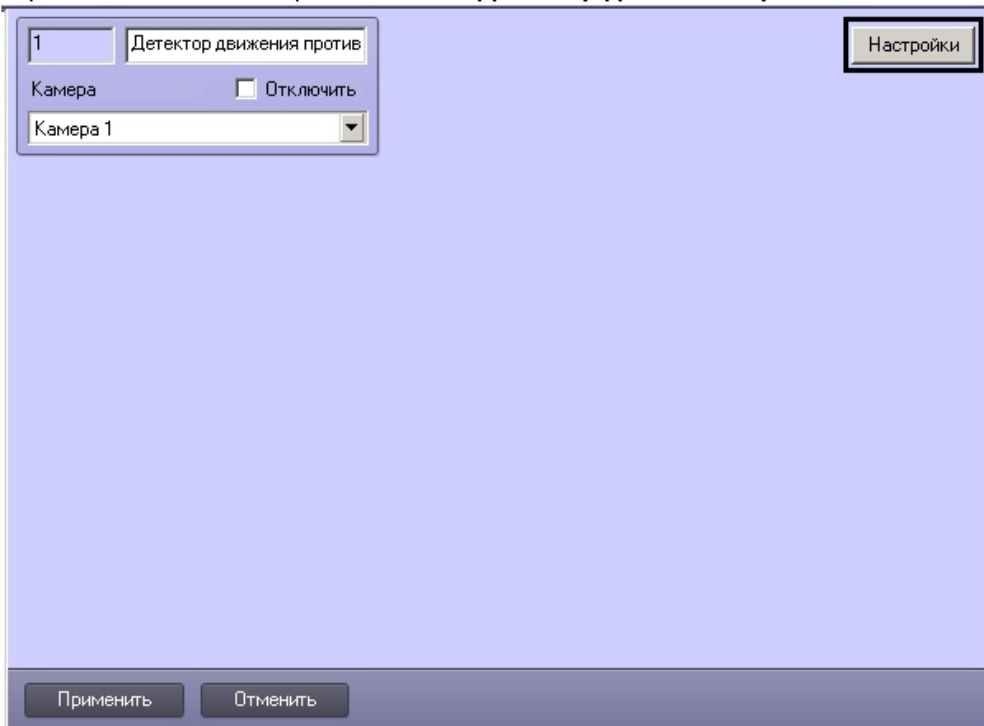 1
Детектор движения против
Настройки
Камера
Отключить
Камера 1
Применить
Отменить